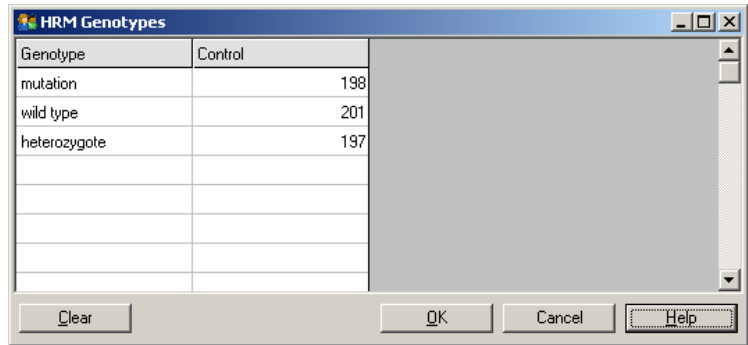 HRM Genotypes
Genotype Control
mutation 198
wild type 201
heterozygote 197
Clear OK Cancel Help